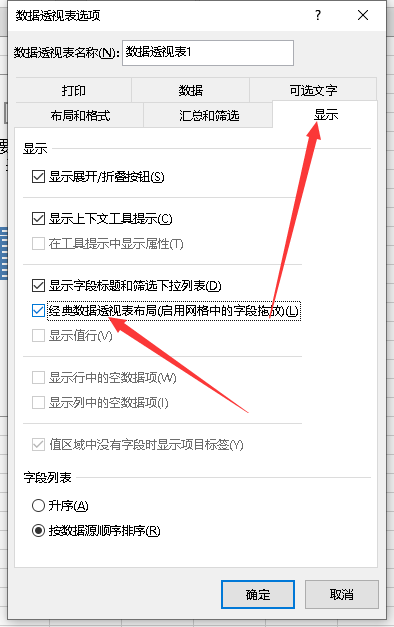 数据透视表选项
?
数据透视表名称(N): 数据透视表1
打印 数据 可选文字
布局和格式 汇总和筛选 显示
显示
显示展开/折叠按钮(S)
显示上下文工具提示(C)
在工具提示中显示属性(T)
显示字段标题和筛选下拉列表(D)
经典数据透视表布局(启用网格中的字段拖放)(L)
显示值行(V)
显示行中的空数据项(W)
显示列中的空数据项(I)
值区域中没有字段时显示项目标签(Y)
字段列表
升序(A)
按数据源顺序排序(R)
确定 取消